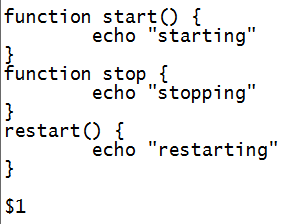 function start() {
        echo "starting"
}
function stop {
        echo "stopping"
}
restart() {
        echo "restarting"
}

$1